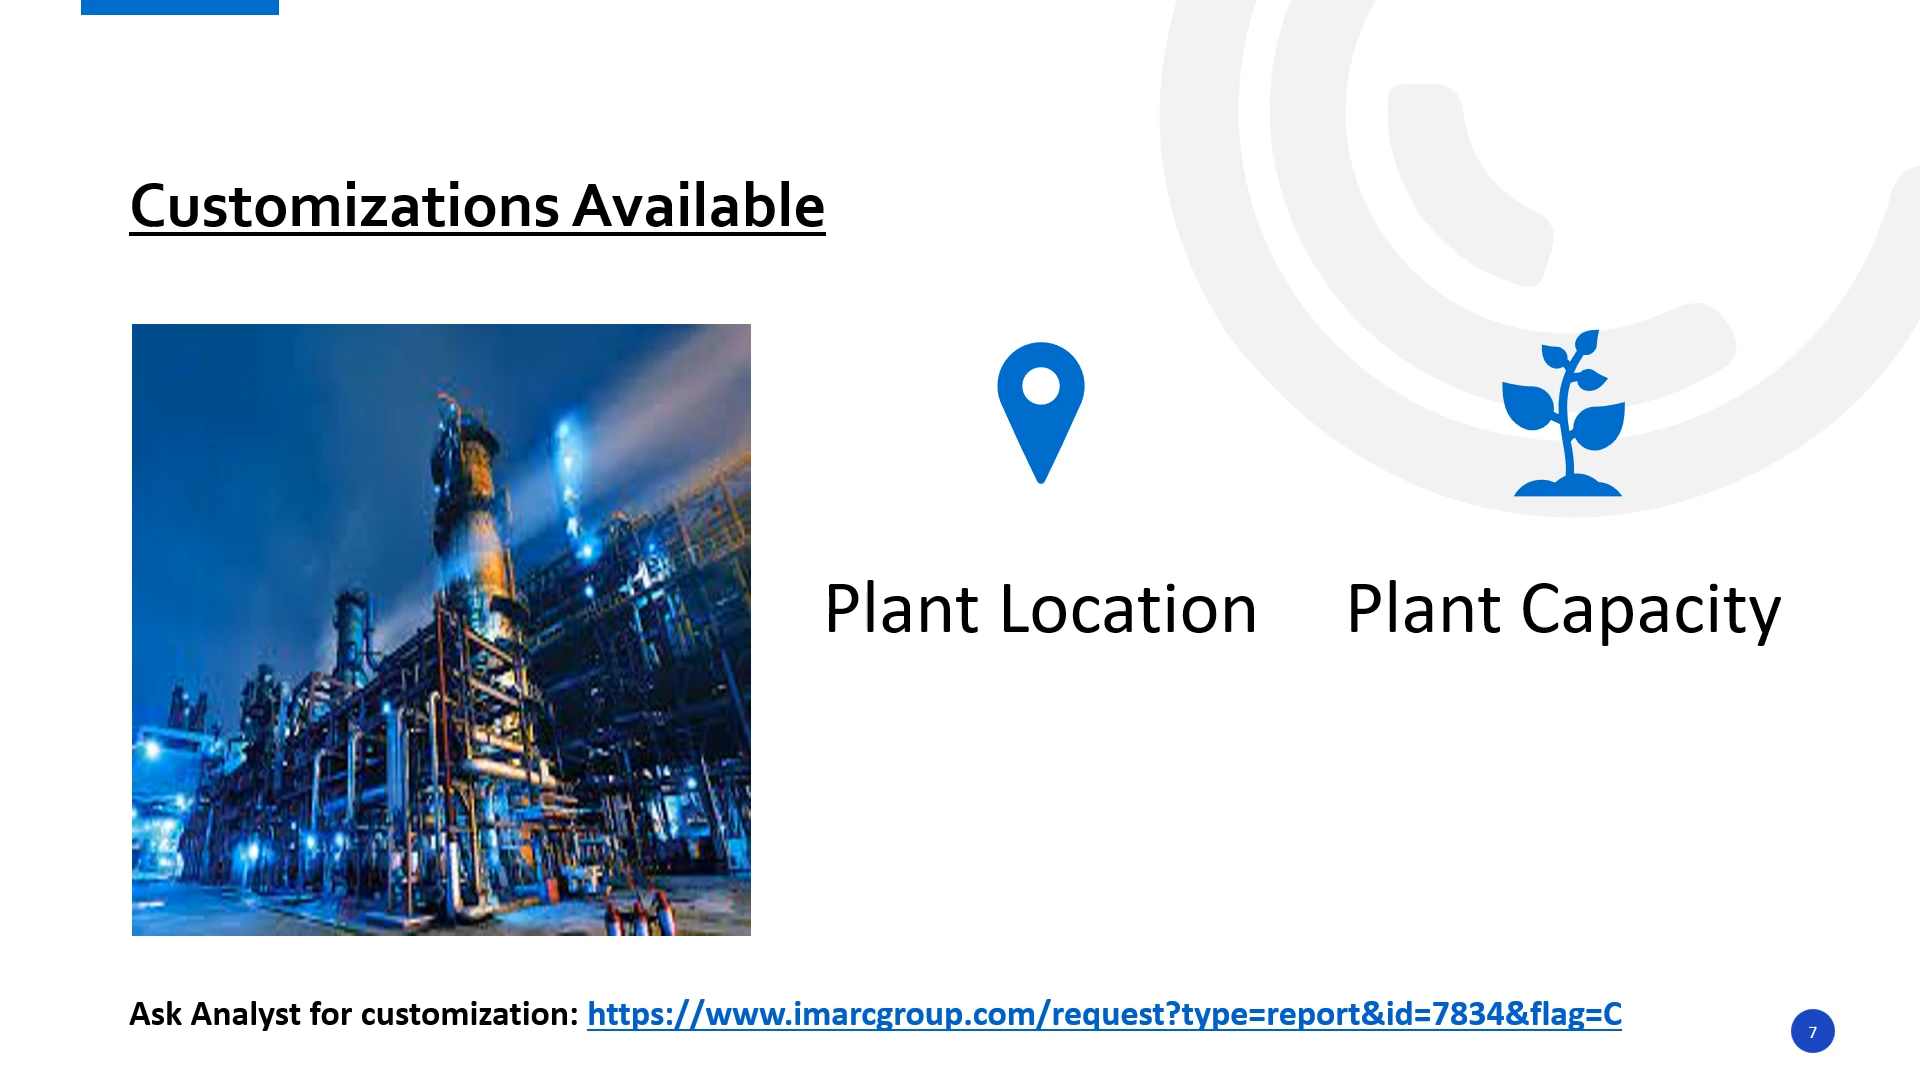 Customizations Available
Plant Location
Plant Capacity
Ask Analyst for customization: https://www.imarcgroup.com/request?type=report&id=7834&flag=C
7